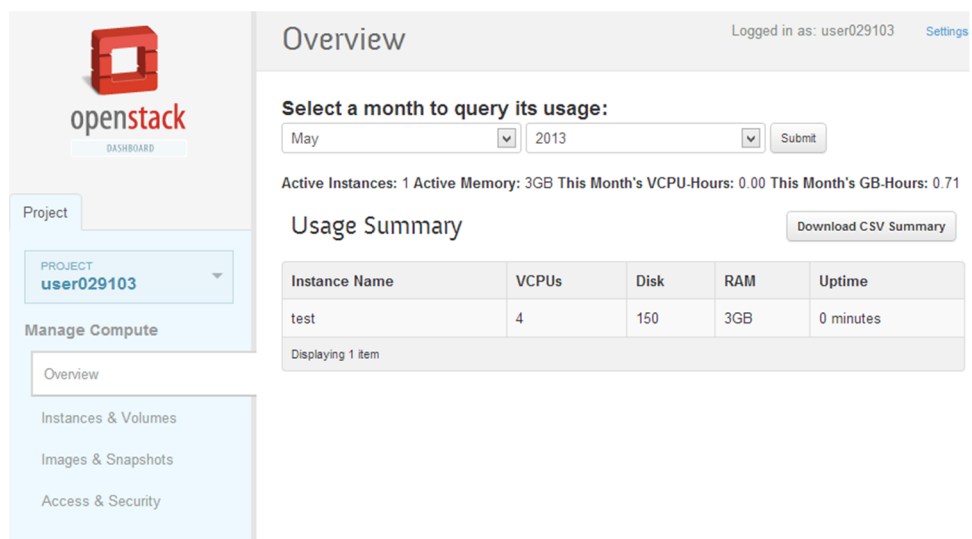 openstack
DASHBOARD
Project
PROJECT
user029103
Manage Compute
Overview
Instances & Volumes
Images & Snapshots
Access & Security
Overview
Logged in as: user029103 Settings
Select a month to query its usage:
May 2013 Submit
Active Instances: 1 Active Memory: 3GB This Month's VCPU-Hours: 0.00 This Month's GB-Hours: 0.71
Usage Summary Download CSV Summary
Instance Name VCPUs Disk RAM Uptime
test 4 150 3GB 0 minutes
Displaying 1 item